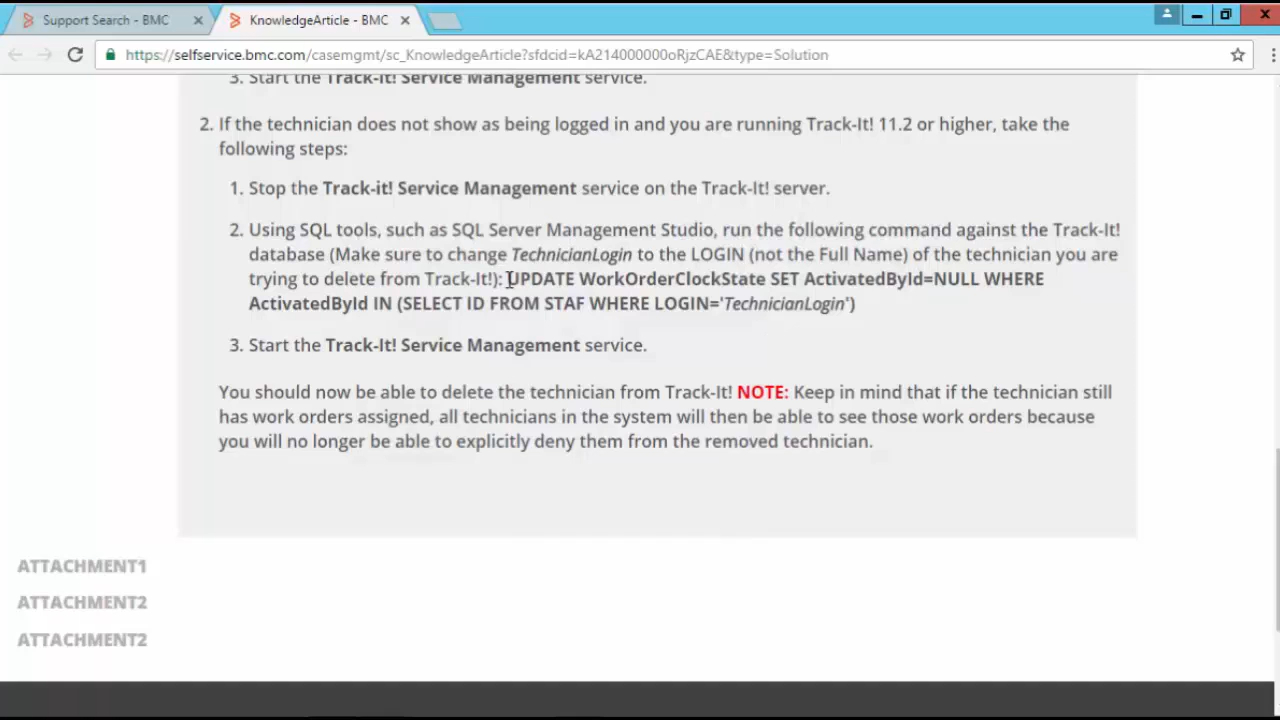 Support Search - BMC
KnowledgeArticle - BMC
https://selfservice.bmc.com/casemgmt/sc_KnowledgeArticle?sfdcid=kA214000000oRjzCAE&type=Solution
3. Start the Track-It! Service Management service.
2. If the technician does not show as being logged in and you are running Track-It! 11.2 or higher, take the
following steps:
1. Stop the Track-it! Service Management service on the Track-It! server.
2. Using SQL tools, such as SQL Server Management Studio, run the following command against the Track-It!
database (Make sure to change TechnicianLogin to the LOGIN (not the Full Name) of the technician you are
trying to delete from Track-It!): UPDATE WorkOrderClockState SET ActivatedById=NULL WHERE
ActivatedById IN (SELECT ID FROM STAF WHERE LOGIN='TechnicianLogin')
3. Start the Track-It! Service Management service.
You should now be able to delete the technician from Track-It! NOTE: Keep in mind that if the technician still
has work orders assigned, all technicians in the system will then be able to see those work orders because
you will no longer be able to explicitly deny them from the removed technician.
ATTACHMENT1
ATTACHMENT2
ATTACHMENT2